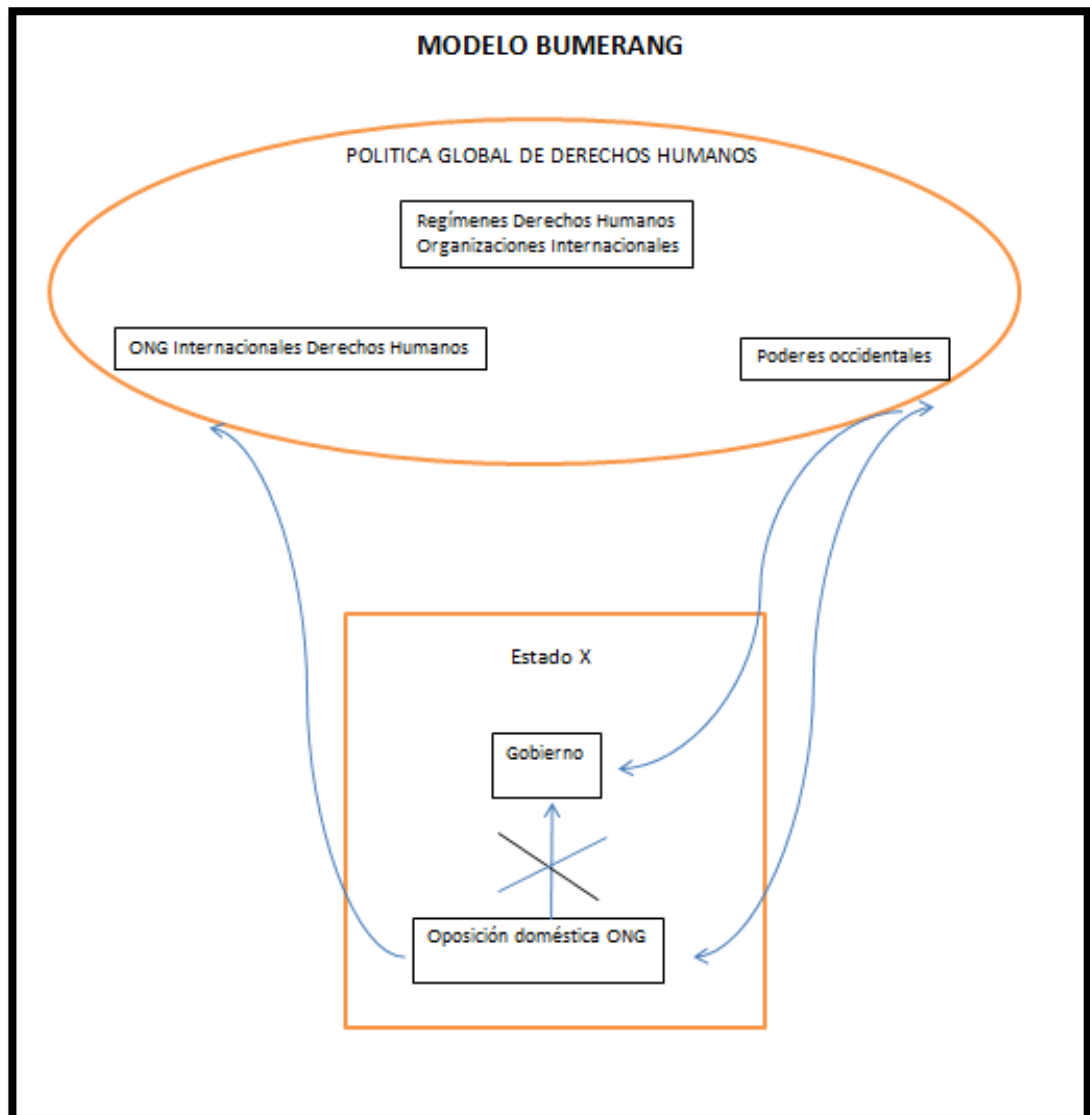 MODELO BUMERANG
POLITICA GLOBAL DE DERECHOS HUMANOS
Regímenes Derechos Humanos
Organizaciones Internacionales
ONG Internacionales Derechos Humanos
Poderes occidentales
Estado X
Gobierno
Oposición doméstica ONG